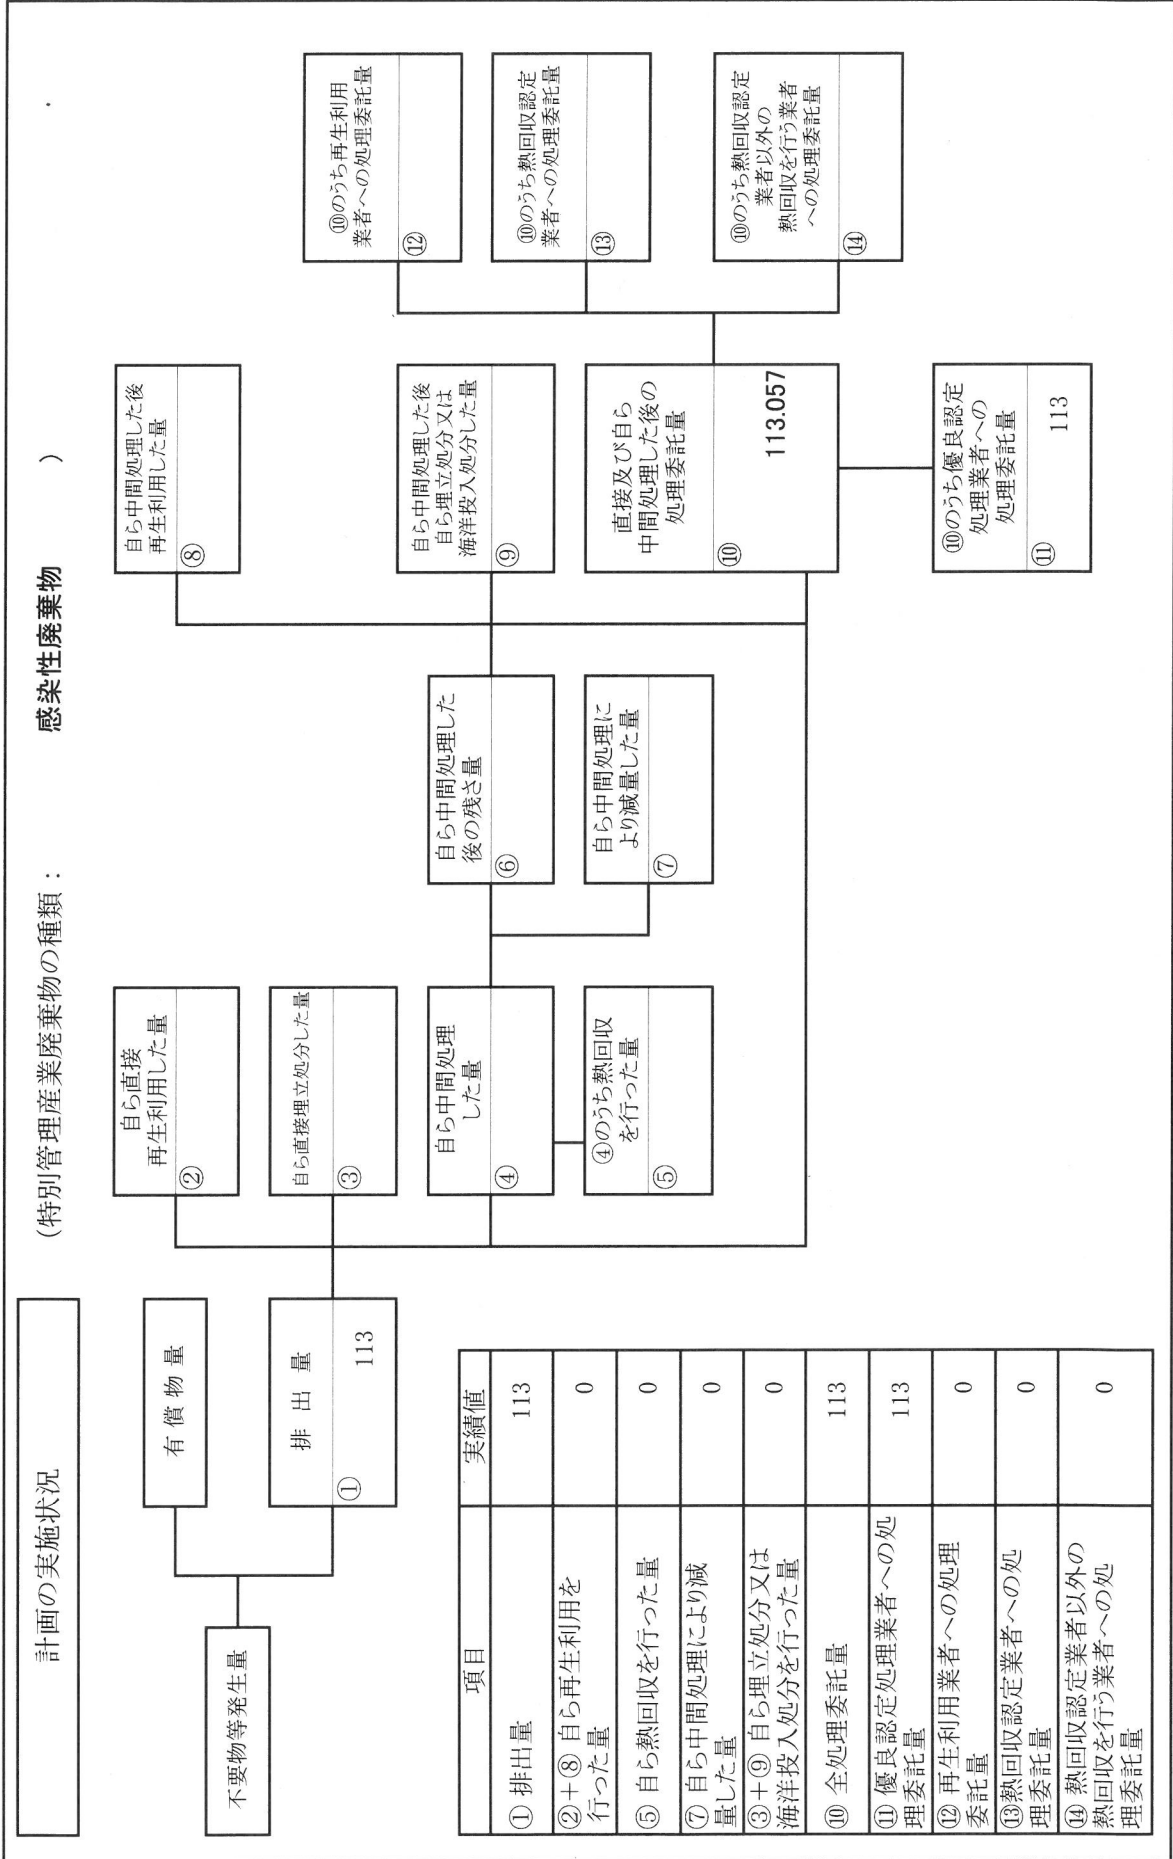 計画の実施状況
（特別管理産業廃棄物の種類： 感染性廃棄物 ）
不要物等発生量
有 償 物 量
排 出 量
① 113
自ら直接
再生利用した量
②
自ら直接埋立処分した量
③
自ら中間処理
した量
④
④のうち熱回収
を行った量
⑤
自ら中間処理した
後の残さ量
⑥
自ら中間処理に
より減量した量
⑦
自ら中間処理した後
再生利用した量
⑧
自ら中間処理した後
自ら埋立処分又は
海洋投入処分した量
⑨
直接及び自ら
中間処理した後の
処理委託量
⑩ 113.057
⑩のうち優良認定
処理業者への
処理委託量
⑪ 113
⑩のうち再生利用
業者への処理委託量
⑫
⑩のうち熱回収認定
業者への処理委託量
⑬
⑩のうち熱回収認定
業者以外の
熱回収を行う業者
への処理委託量
⑭
項目 実績値
① 排出量 113
②＋⑧ 自ら再生利用を
行った量 0
⑤ 自ら熱回収を行った量 0
⑦ 自ら中間処理により減
量した量 0
③＋⑨ 自ら埋立処分又は
海洋投入処分を行った量 0
⑩ 全処理委託量 113
⑪ 優良認定処理業者への処
理委託量 113
⑫ 再生利用業者への処理
委託量 0
⑬熱回収認定業者への処
理委託量 0
⑭ 熱回収認定業者以外の
熱回収を行う業者への処
理委託量 0